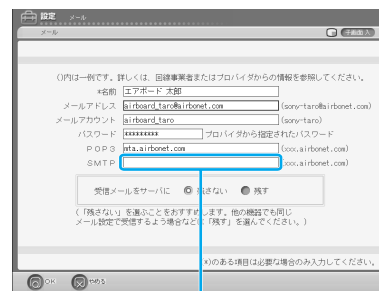 設定 メール
メール 子画面入
()内は一例です。詳しくは、回線事業者またはプロバイダからの情報を参照してください。
*名前 エアボード 太郎
メールアドレス airboard_taro@airbonet.com (sony-taro@airbonet.com)
メールアカウント airboard_taro (sony-taro)
パスワード ********* プロバイダから指定されたパスワード
POP3 mta.airbonet.com (xxx.airbonet.com)
SMTP (xxx.airbonet.com)
受信メールをサーバに 残さない 残す
(「残さない」を選ぶことをおすすめします。他の機器でも同じ
メール設定で受信するよう場合などに「残す」を選んでください。)
*)のある項目は必要な場合のみ入力してください。
OK やめる